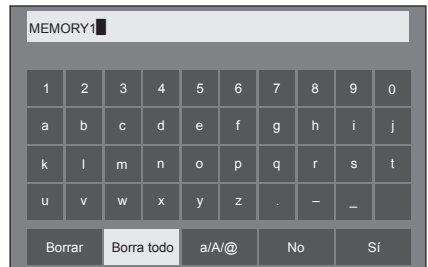 MEMORY1
1 2 3 4 5 6 7 8 9 0
a b c d e f g h i j
k l m n o p q r s t
u v w x y z . – _
Borrar Borra todo a/A/@ No Sí